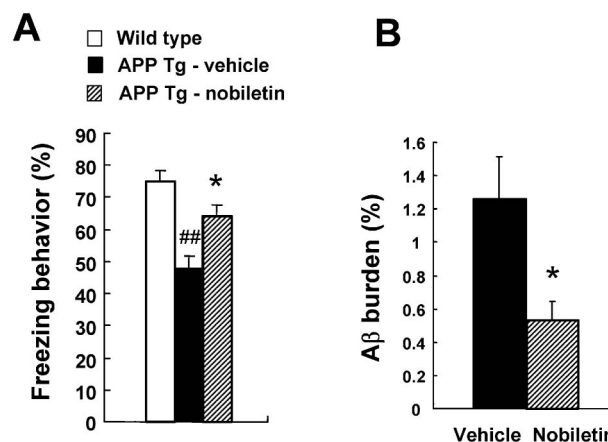 A
Wild type
APP Tg - vehicle
APP Tg - nobiletin
Freezing behavior (%)
90
80
70
60
50
40
30
20
10
0
##
*
B
Aβ burden (%)
1.6
1.4
1.2
1
0.8
0.6
0.4
0.2
0
*
Vehicle Nobiletin